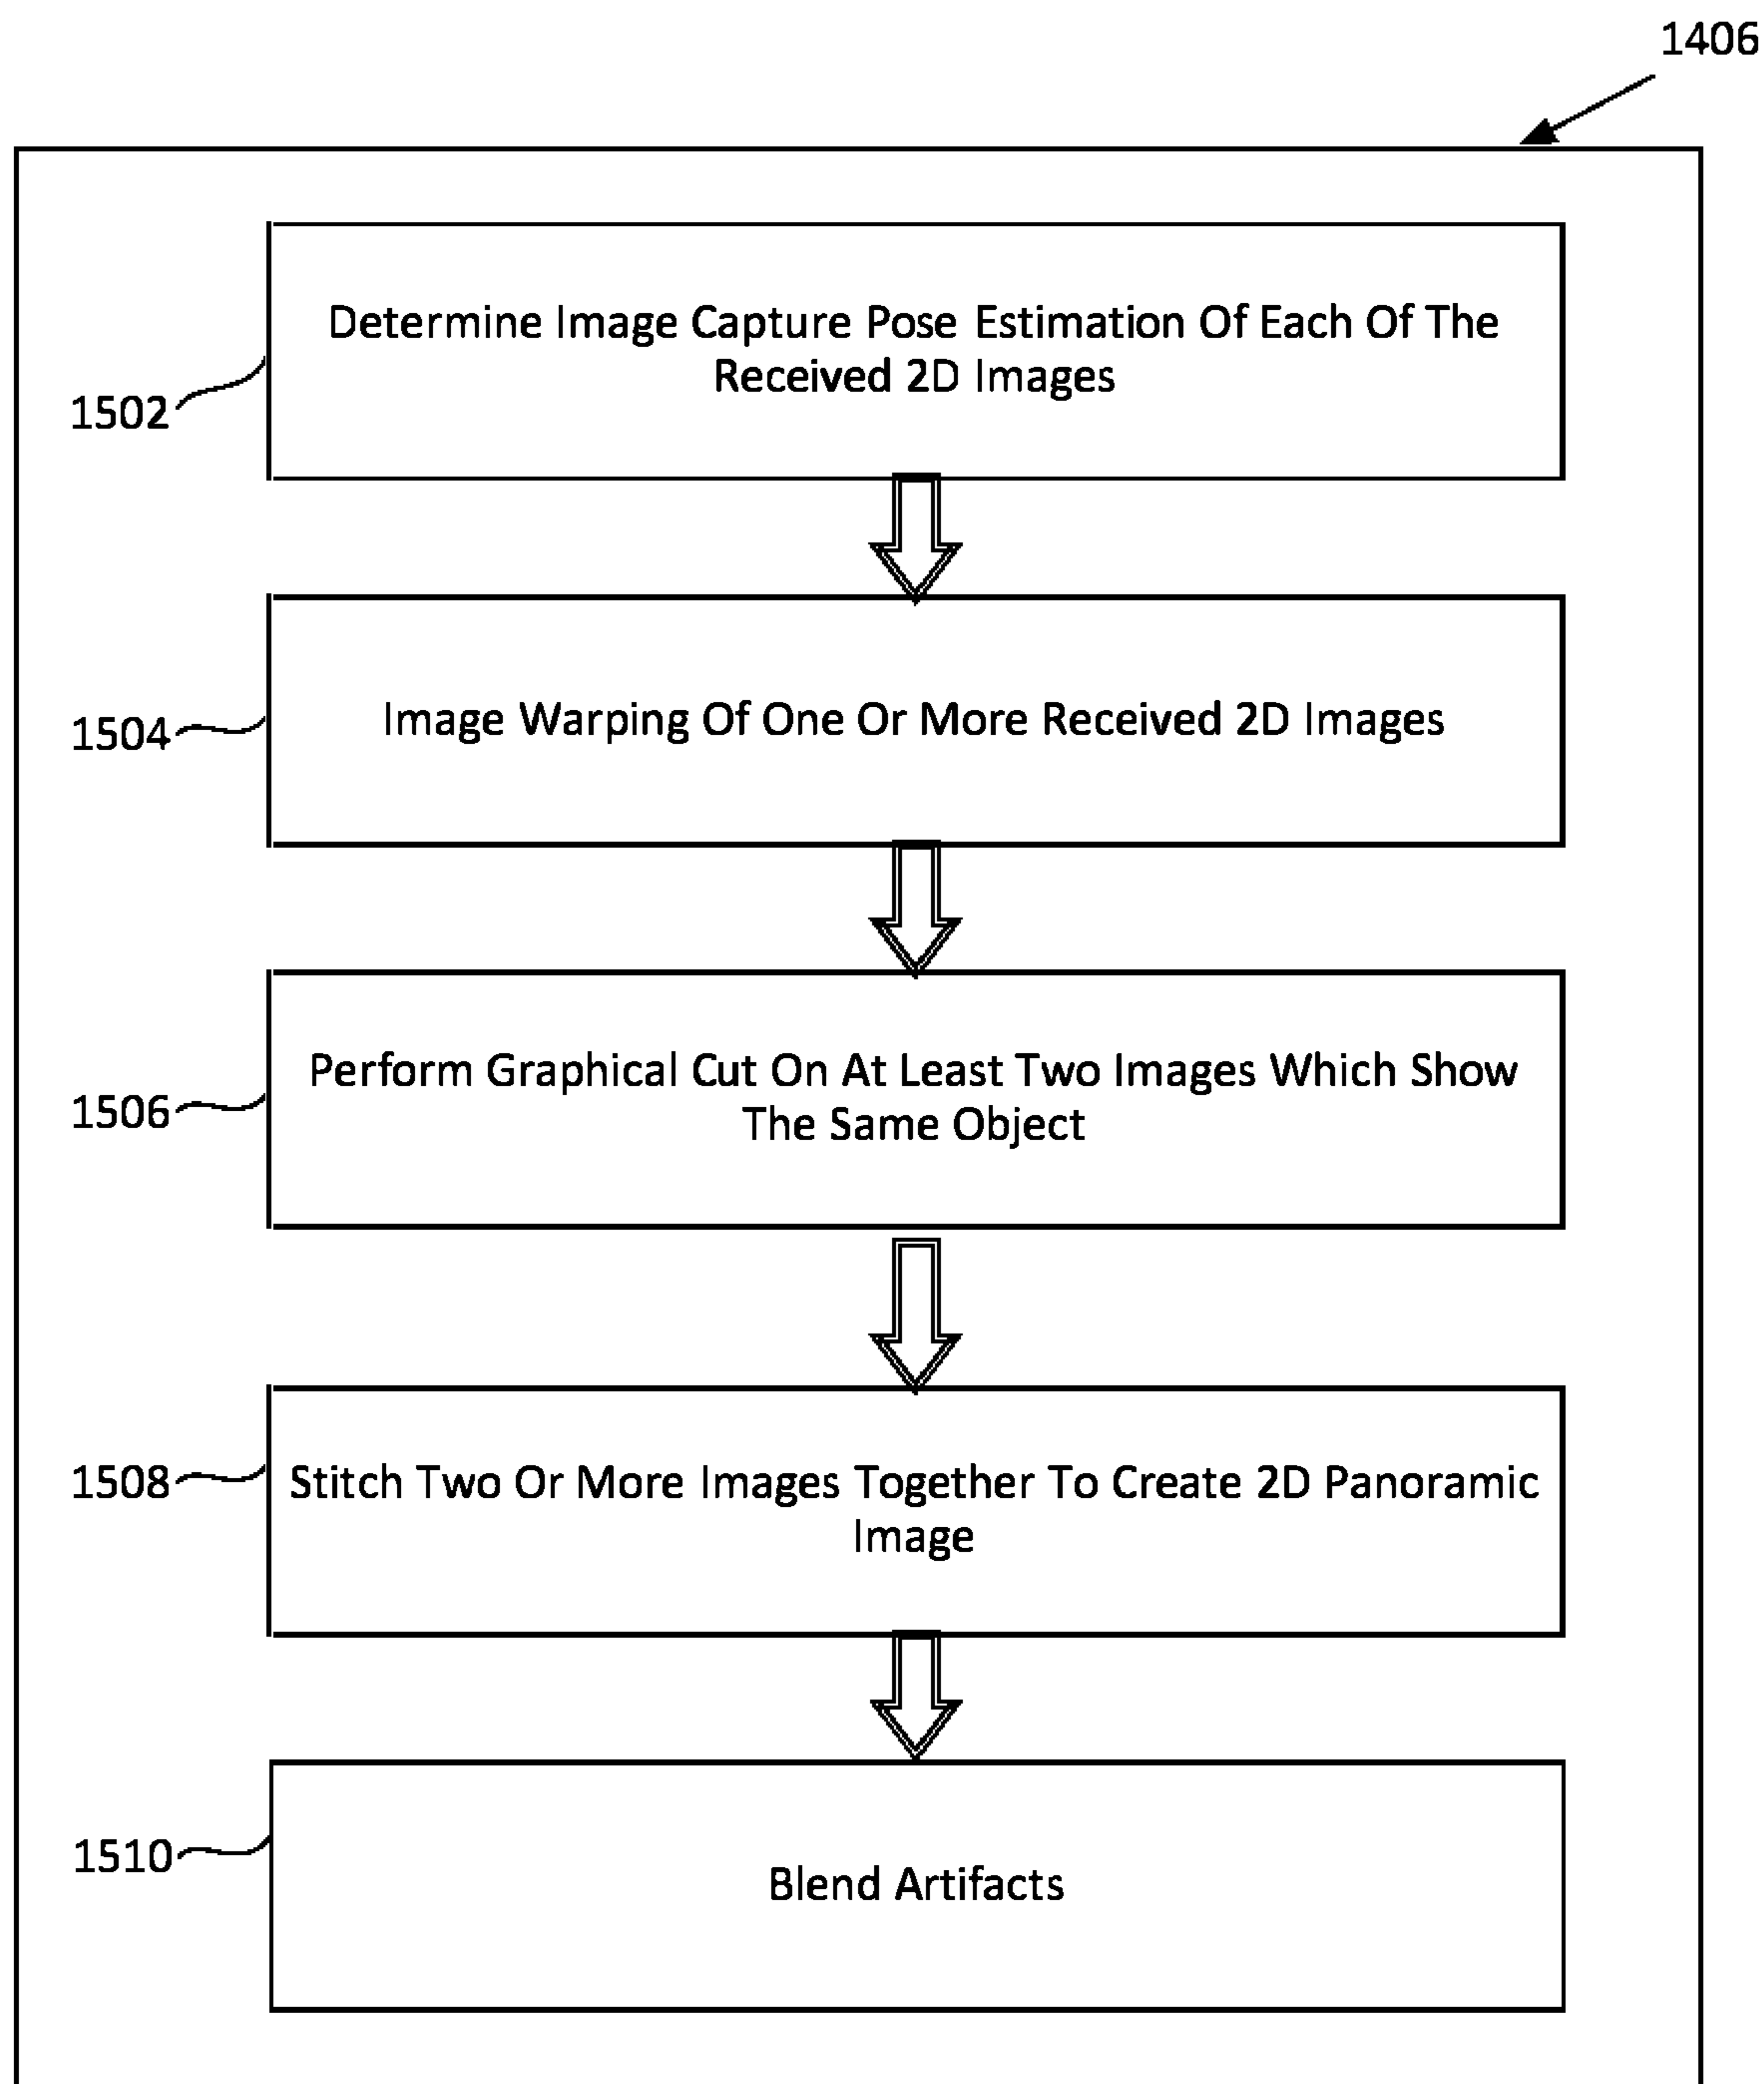 1406
Determine Image Capture Pose Estimation Of Each Of The
Received 2D Images
1502
Image Warping Of One Or More Received 2D Images
1504
Perform Graphical Cut On At Least Two Images Which Show
The Same Object
1506
Stitch Two Or More Images Together To Create 2D Panoramic
Image
1508
Blend Artifacts
1510